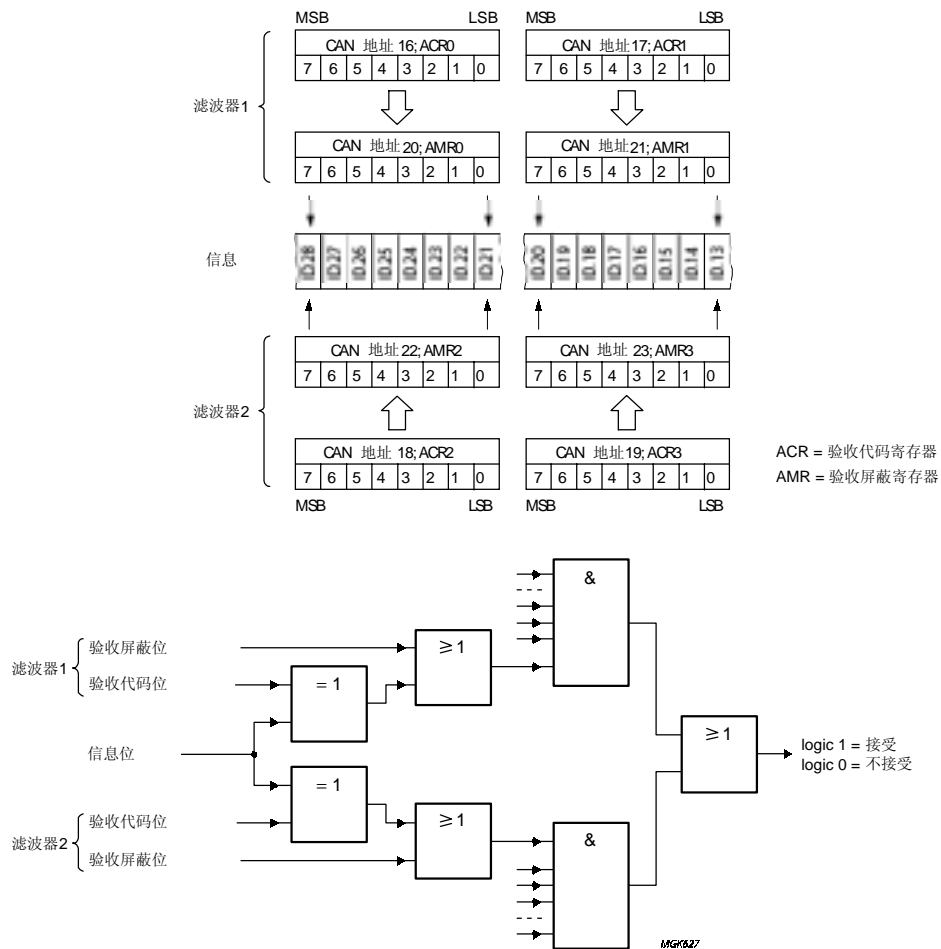 MSB LSB MSB LSB
CAN 地址 16; ACR0 CAN 地址 17; ACR1
7 6 5 4 3 2 1 0 7 6 5 4 3 2 1 0
滤波器1
CAN 地址 20; AMR0 CAN 地址 21; AMR1
7 6 5 4 3 2 1 0 7 6 5 4 3 2 1 0
信息
ID.28 ID.27 ID.26 ID.25 ID.24 ID.23 ID.22 ID.21 ID.20 ID.19 ID.18 ID.17 ID.16 ID.15 ID.14 ID.13
CAN 地址 22; AMR2 CAN 地址 23; AMR3
7 6 5 4 3 2 1 0 7 6 5 4 3 2 1 0
滤波器2
CAN 地址 18; ACR2 CAN 地址 19; ACR3
7 6 5 4 3 2 1 0 7 6 5 4 3 2 1 0
MSB LSB MSB LSB
ACR = 验收代码寄存器
AMR = 验收屏蔽寄存器
&
滤波器1
验收屏蔽位
≥1
验收代码位
= 1
信息位
≥1
logic 1 = 接受
logic 0 = 不接受
= 1
滤波器2
验收代码位
≥1
验收屏蔽位
&
MGK627